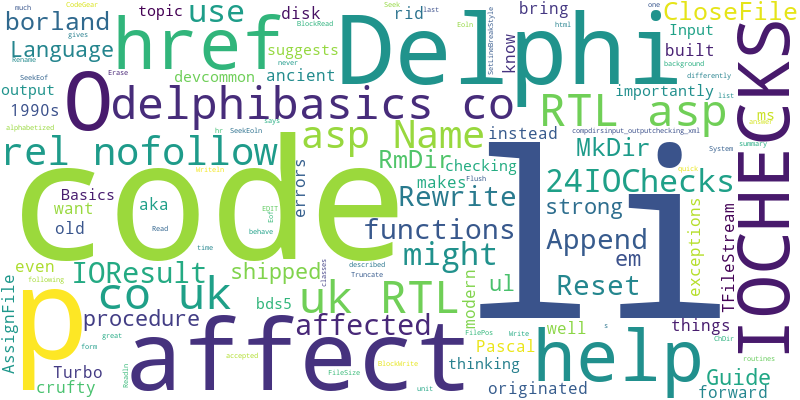 much
CodeGear
topic
use
disk
BlockRead
rid
Seek
last
bring
Eoln
html
one
CloseFile
borland
href
Delphi
SetLineBreakStyle
know
Input
gives
Language
suggests
built
Rename
devcommon
ancient
background
SeekEof
Erase
never
differently
output
O
delphibasics co
RTL asp
importantly
list
1990s
ms
alphabetized
hr
SeekEoln
asp Name
instead
compdirsinput_outputchecking_xml
answer
says
MkDir
System
summary
rel nofollow
RmDir
checking
quick
IOCHECKS
code
li
WriteIn
errors
makes
24IOChecks
Basics
Flush
want
aka
EDIT
Rewrite
strong
exceptions
TFileStream
old
Eof
functions
Append
Read
behave
time
even
IOResult
shipped
classes
described
might
em
AssignFile
following
Truncate
modern
ul
Reset
p
co uk
bds5
uk RTL
procedure
affected
well
things
s
ChDir
great
FilePos
Write
routines
form
affect
Pascal
help
Turbo
thinking
Guide
crufty
ReadIn
accepted
FileSize
BlockWrite
unit
originated
forward